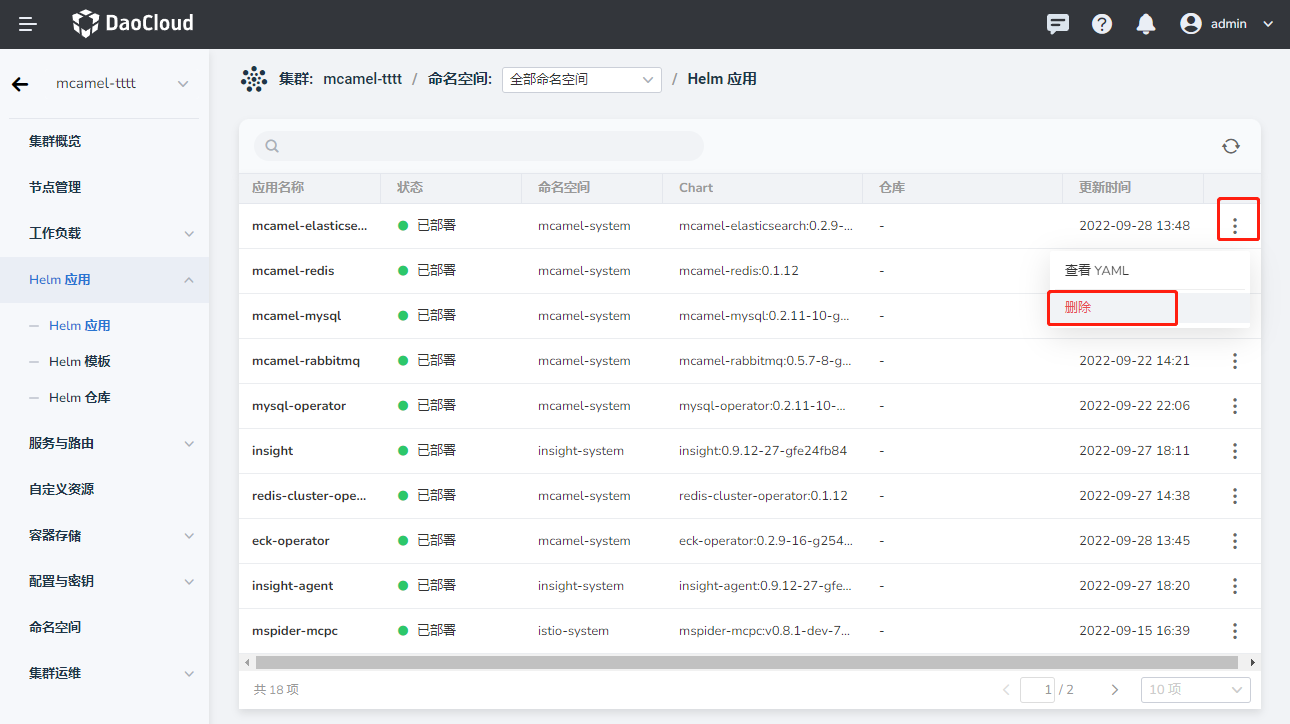 DaoCloud
admin
mcamel-tttt
集群概览
节点管理
工作负载
Helm 应用
Helm 应用
Helm 模板
Helm 仓库
服务与路由
自定义资源
容器存储
配置与密钥
命名空间
集群运维
集群: mcamel-tttt / 命名空间: 全部命名空间 / Helm 应用
应用名称 状态 命名空间 Chart 仓库 更新时间
mcamel-elasticse... 已部署 mcamel-system mcamel-elasticsearch:0.2.9-... - 2022-09-28 13:48
mcamel-redis 已部署 mcamel-system mcamel-redis:0.1.12 -
查看 YAML
mcamel-mysql 已部署 mcamel-system mcamel-mysql:0.2.11-10-g... -
删除
mcamel-rabbitmq 已部署 mcamel-system mcamel-rabbitmq:0.5.7-8-g... - 2022-09-22 14:21
mysql-operator 已部署 mcamel-system mysql-operator:0.2.11-10-... - 2022-09-22 22:06
insight 已部署 insight-system insight:0.9.12-27-gfe24fb84 - 2022-09-27 18:11
redis-cluster-ope... 已部署 mcamel-system redis-cluster-operator:0.1.12 - 2022-09-27 14:38
eck-operator 已部署 mcamel-system eck-operator:0.2.9-16-g254... - 2022-09-28 13:45
insight-agent 已部署 insight-system insight-agent:0.9.12-27-gfe... - 2022-09-27 18:20
mspider-mcpc 已部署 istio-system mspider-mcpc:v0.8.1-dev-7... - 2022-09-15 16:39
共 18 项
1 / 2
10 项